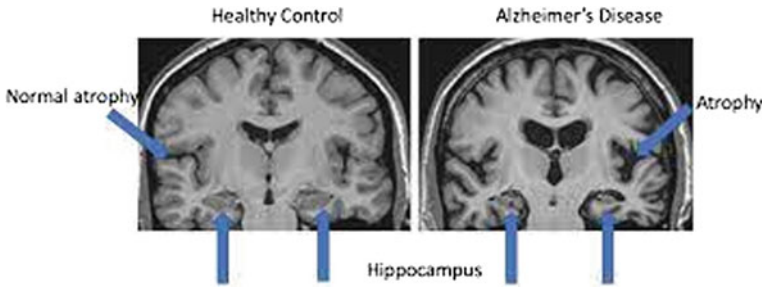 Healthy Control
Alzheimer's Disease
Normal atrophy
Atrophy
Hippocampus